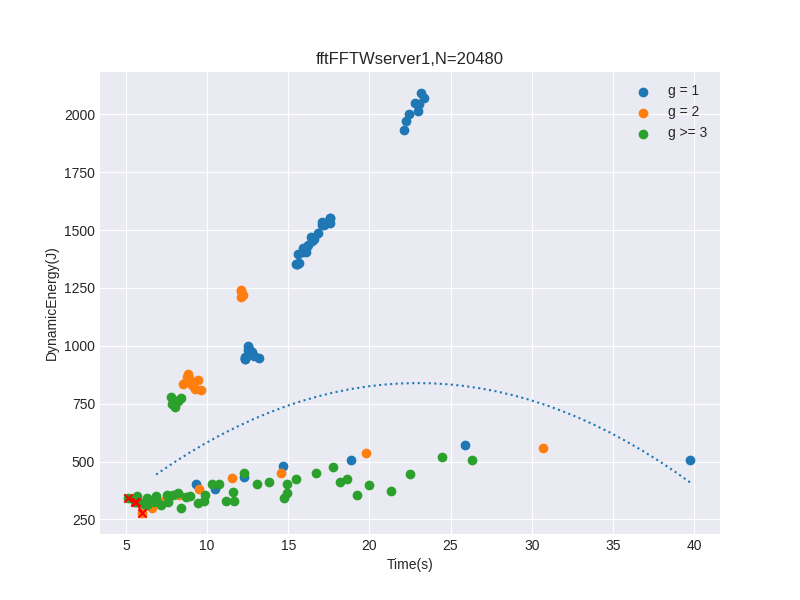 fftFFTWserver1,N=20480
g = 1
g = 2
g >= 3
DynamicEnergy(J)
2000
1750
1500
1250
1000
750
500
250
5 10 15 20 25 30 35 40
Time(s)